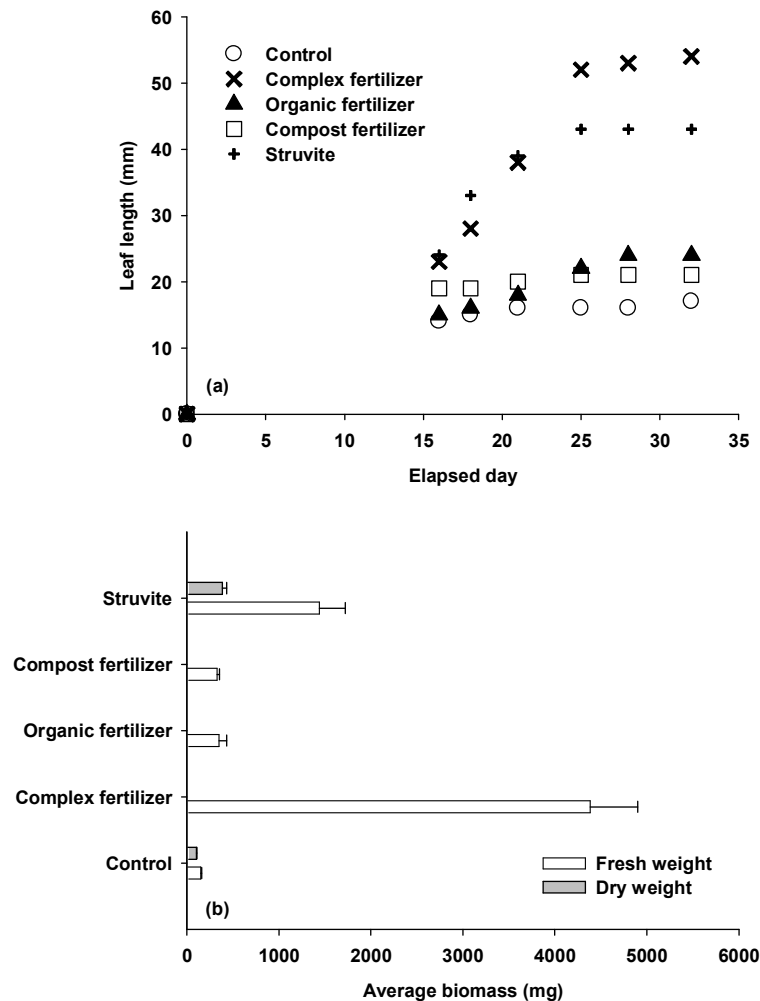 60
50
40
30
20
10
0
Leaf length (mm)
Control
Complex fertilizer
Organic fertilizer
Compost fertilizer
Struvite
(a)
0 5 10 15 20 25 30 35
Elapsed day
Struvite
Compost fertilizer
Organic fertilizer
Complex fertilizer
Control
Fresh weight
Dry weight
(b)
0 1000 2000 3000 4000 5000 6000
Average biomass (mg)